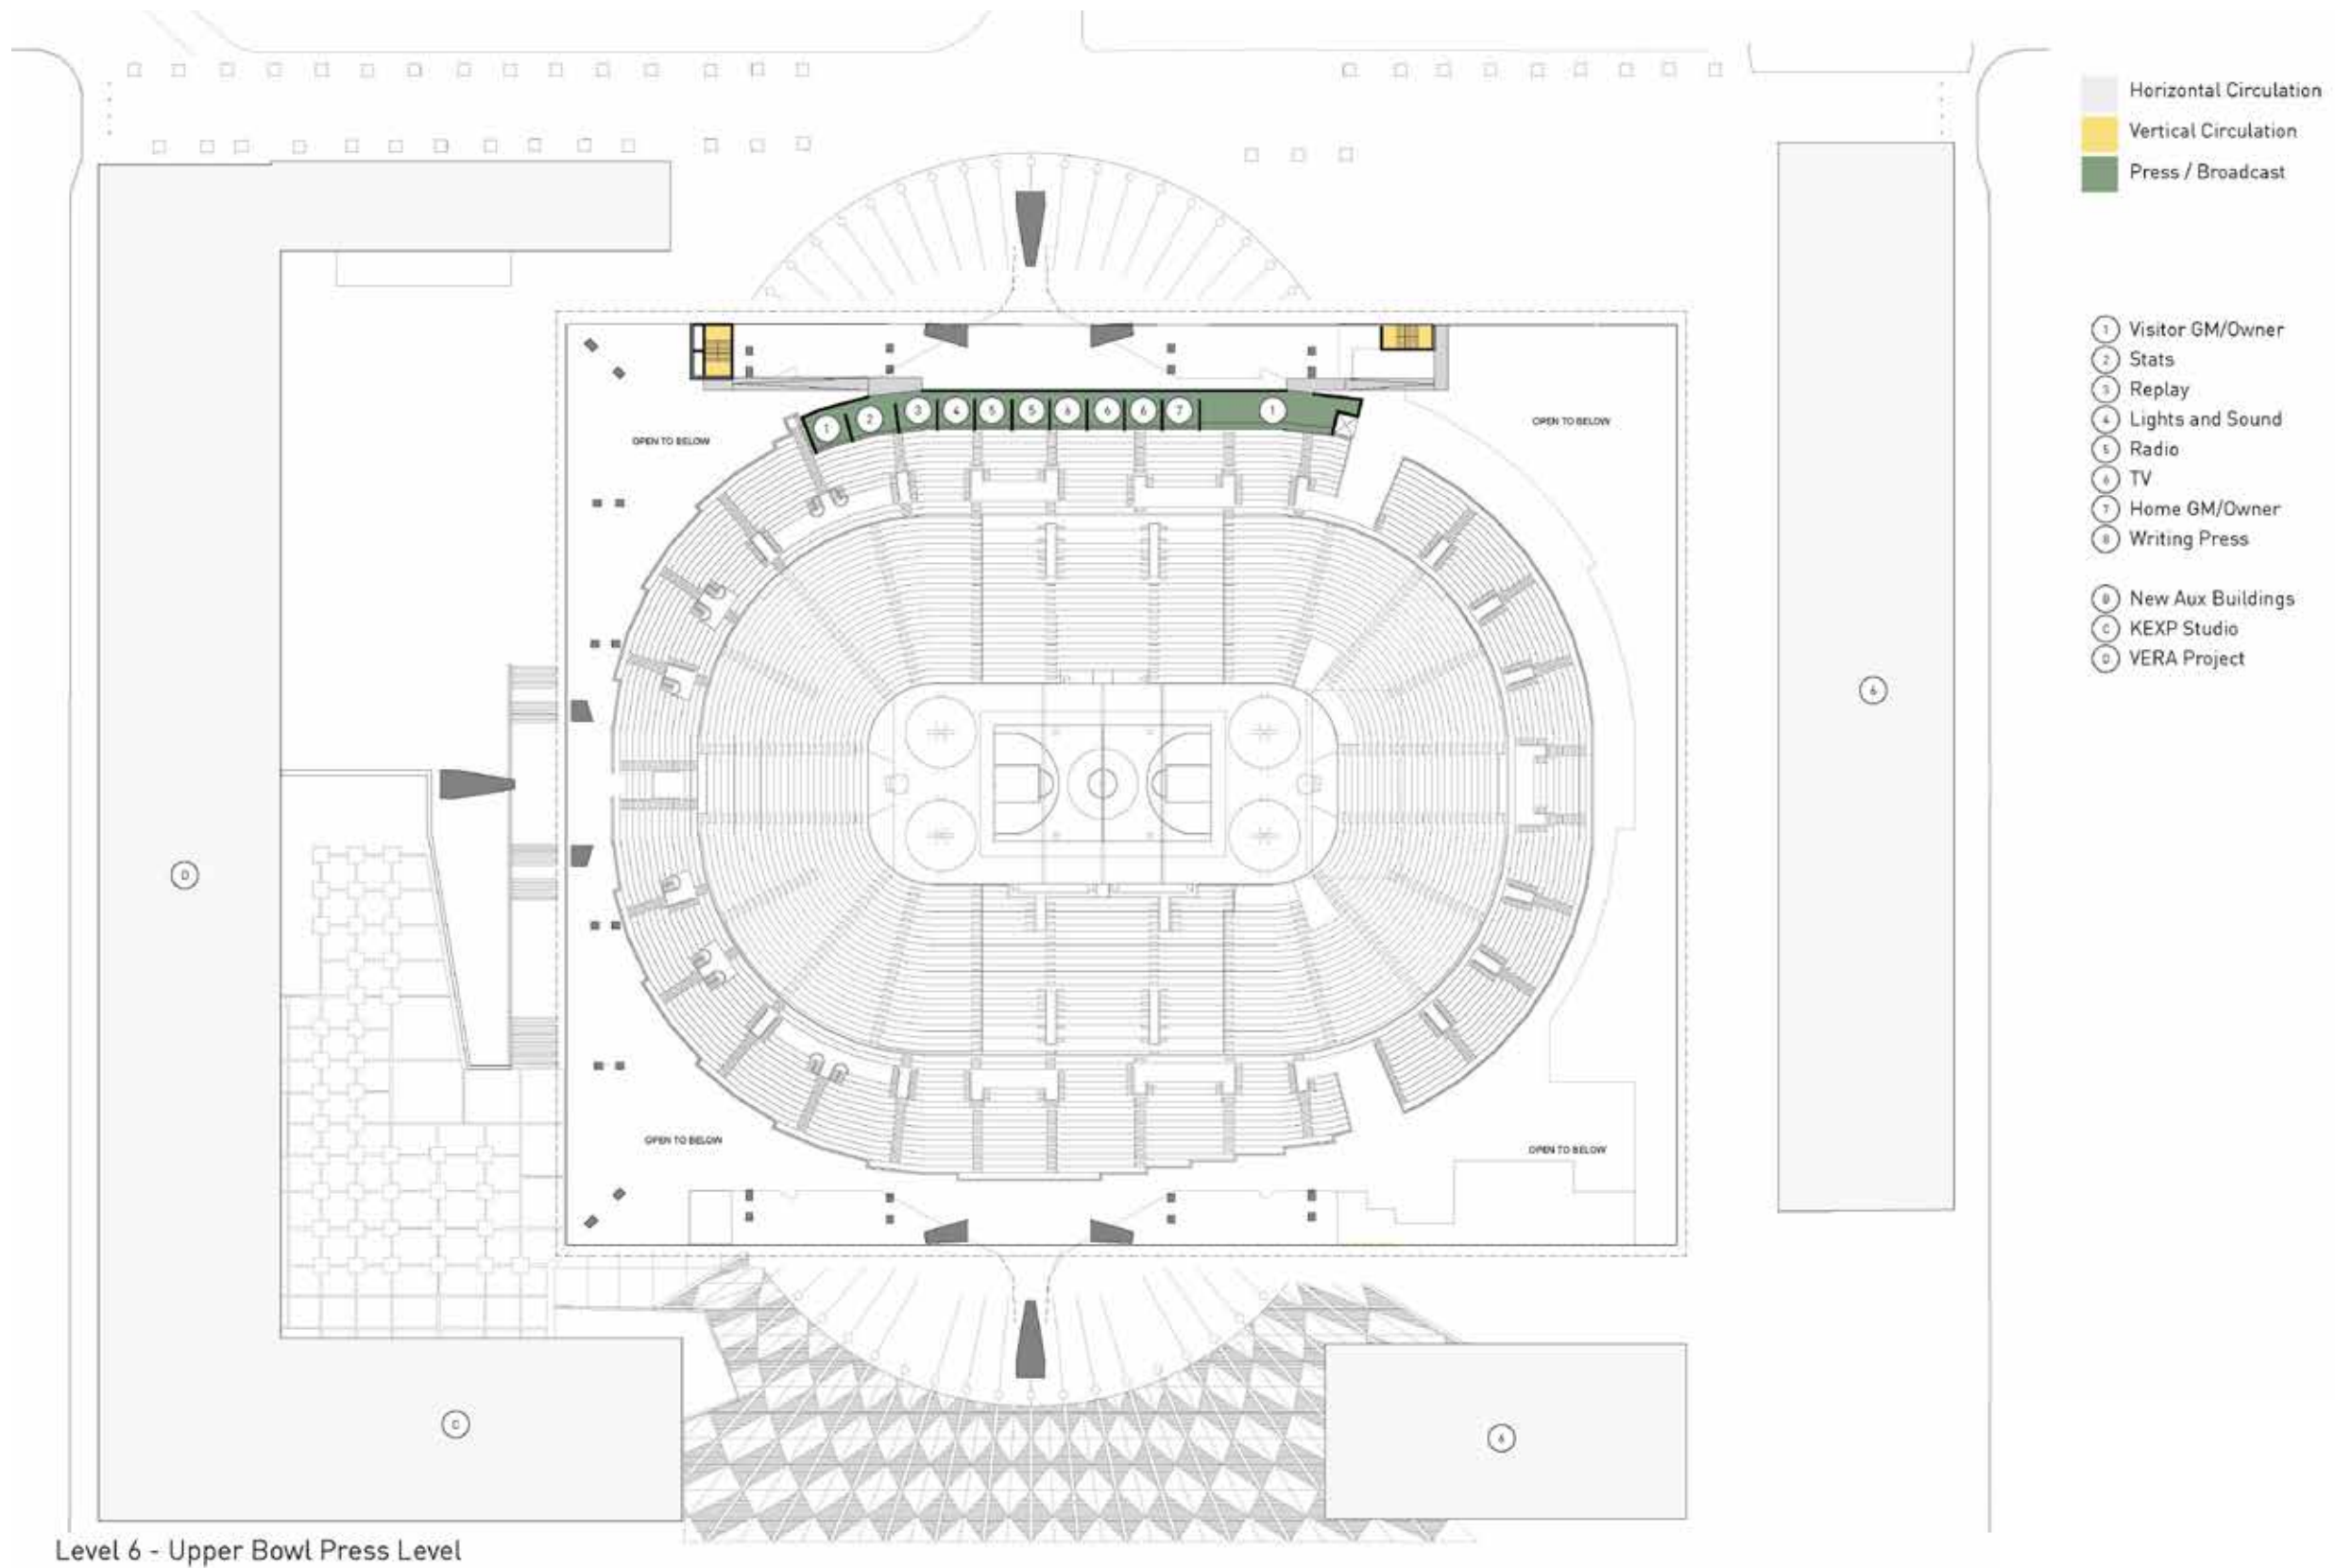 Horizontal Circulation
Vertical Circulation
Press / Broadcast
1 Visitor GM/Owner
2 Stats
3 Replay
4 Lights and Sound
5 Radio
6 TV
7 Home GM/Owner
8 Writing Press
New Aux Buildings
C KEXP Studio
D VERA Project
1 2 3 4 5 5 6 6 6 7 1
OPEN TO BELOW
OPEN TO BELOW
6
D
OPEN TO BELOW
OPEN TO BELOW
C
Level 6 - Upper Bowl Press Level